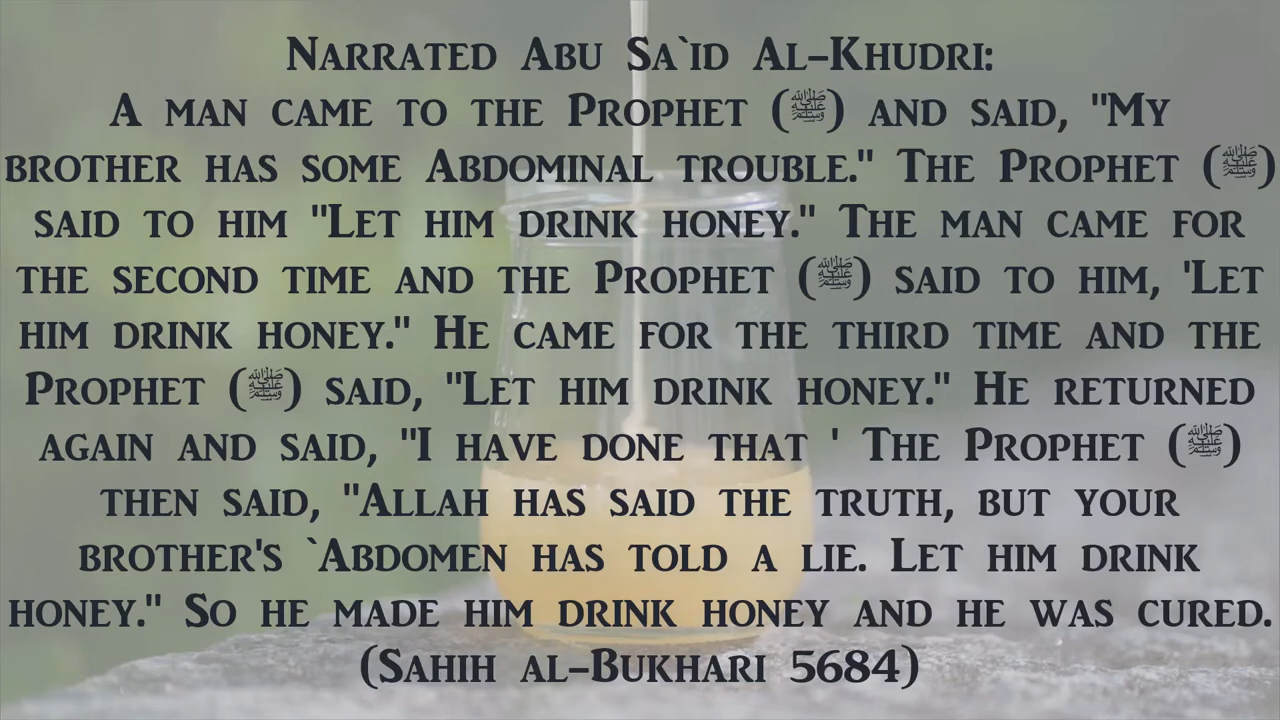 Narrated Abu Sa`id Al-Khudri:
A man came to the Prophet (ﷺ) and said, "My
brother has some Abdominal trouble." The Prophet (ﷺ)
said to him "Let him drink honey." The man came for
the second time and the Prophet (ﷺ) said to him, 'Let
him drink honey." He came for the third time and the
Prophet (ﷺ) said, "Let him drink honey." He returned
again and said, "I have done that ' The Prophet (ﷺ)
then said, "Allah has said the truth, but your
brother's `Abdomen has told a lie. Let him drink
honey." So he made him drink honey and he was cured.
(Sahih al-Bukhari 5684)